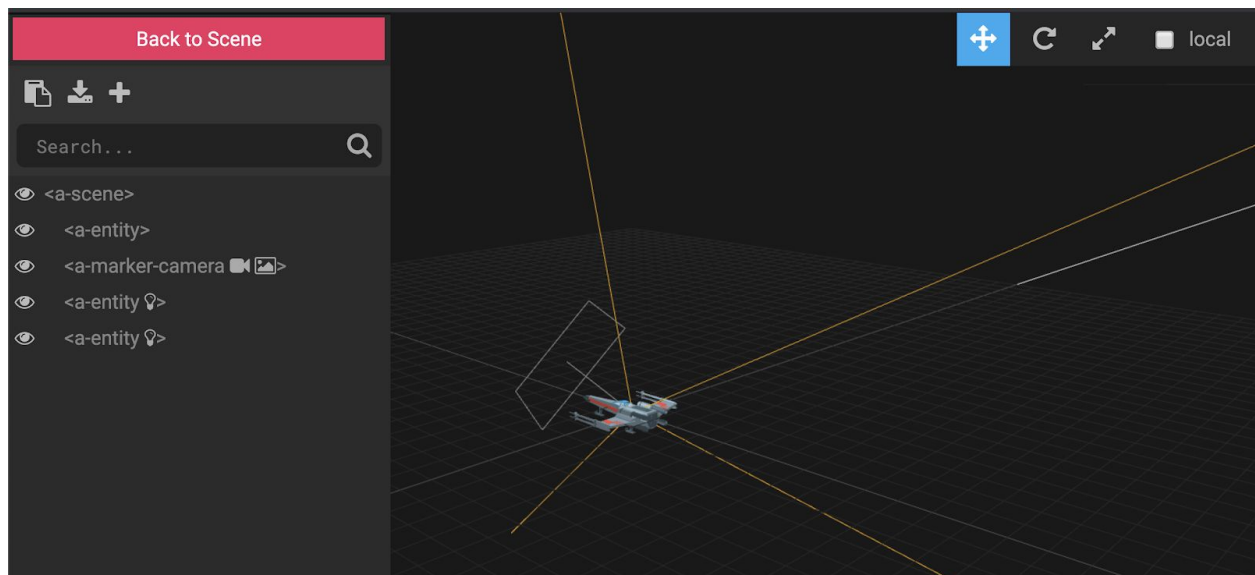 Back to Scene
local
Search...
<a-scene>
<a-entity>
<a-marker-camera >
<a-entity >
<a-entity >